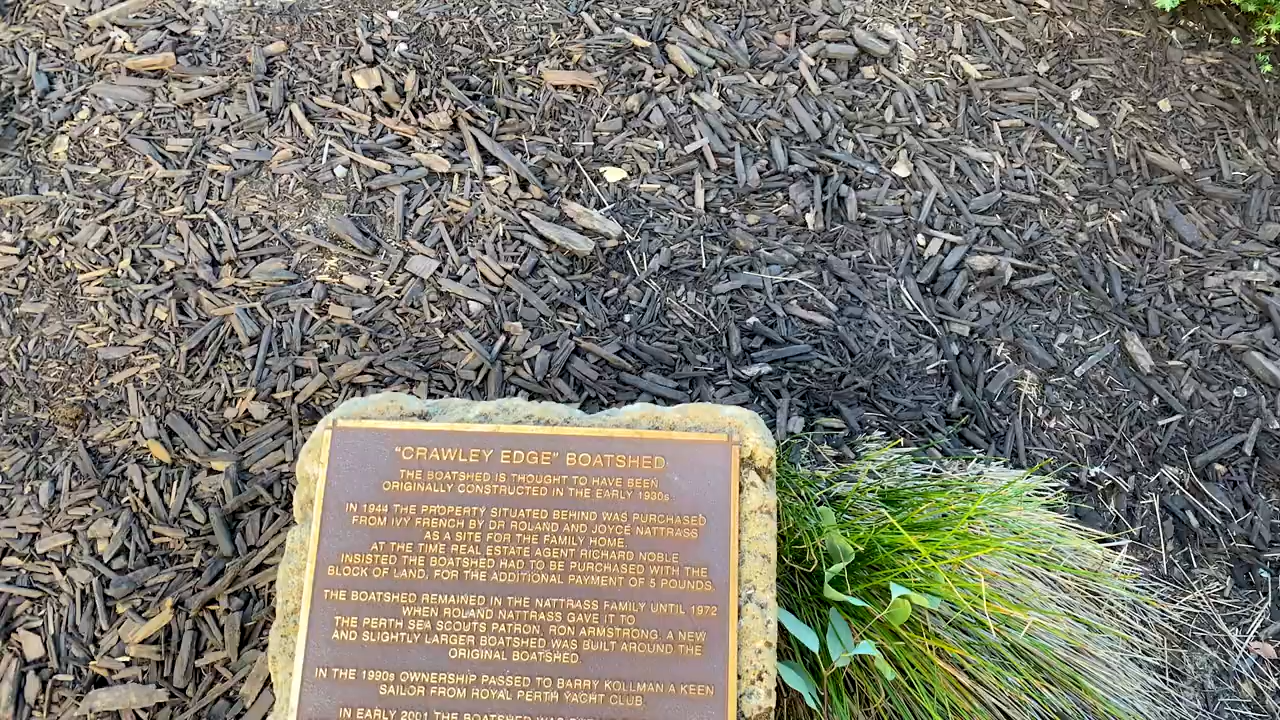 "CRAWLEY EDGE" BOATSHED
THE BOATSHED IS THOUGHT TO HAVE BEEN
ORIGINALLY CONSTRUCTED IN THE EARLY 1930s.
IN 1944 THE PROPERTY SITUATED BEHIND WAS PURCHASED
FROM IVY FRENCH BY DR ROLAND AND JOYCE NATTRASS
AS A SITE FOR THE FAMILY HOME.
AT THE TIME REAL ESTATE AGENT RICHARD NOBLE
INSISTED THE BOATSHED HAD TO BE PURCHASED WITH THE
BLOCK OF LAND, FOR THE ADDITIONAL PAYMENT OF 5 POUNDS.
THE BOATSHED REMAINED IN THE NATTRASS FAMILY UNTIL 1972
WHEN ROLAND NATTRASS GAVE IT TO
THE PERTH SEA SCOUTS PATRON, RON ARMSTRONG. A NEW
AND SLIGHTLY LARGER BOATSHED WAS BUILT AROUND THE
ORIGINAL BOATSHED.
IN THE 1990s OWNERSHIP PASSED TO BARRY KOLLMAN A KEEN
SAILOR FROM ROYAL PERTH YACHT CLUB.
IN EARLY 2001 THE BOATSHED WAS